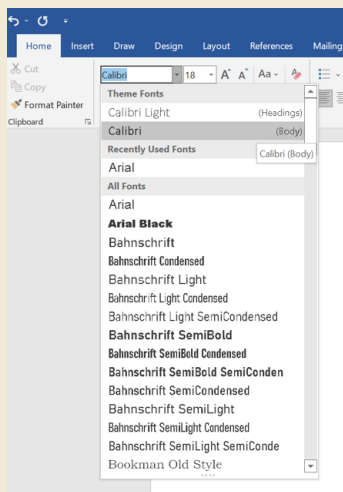 Home Insert Draw Design Layout References Mailing
Cut
Copy
Format Painter
Clipboard
Calibri 18 A A Aa
Theme Fonts
Calibri Light (Headings)
Calibri (Body)
Recently Used Fonts
Calibri (Body)
Arial
All Fonts
Arial
Arial Black
Bahnschrift
Bahnschrift Condensed
Bahnschrift Light
Bahnschrift Light Condensed
Bahnschrift Light SemiCondensed
Bahnschrift SemiBold
Bahnschrift SemiBold Condensed
Bahnschrift SemiBold SemiConden
Bahnschrift SemiCondensed
Bahnschrift SemiLight
Bahnschrift SemiLight Condensed
Bahnschrift SemiLight SemiConde
Bookman Old Style